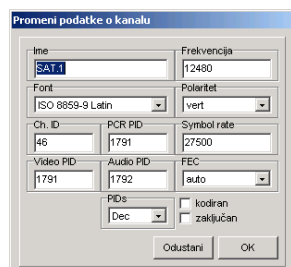 Promeni podatke o kanalu
Ime
Frekvencija
SAT.1
12480
Font
Polaritet
ISO 8859-9 Latin
vert
Ch. ID
PCR PID
Symbol rate
46
1791
27500
Video PID
Audio PID
FEC
1791
1792
auto
PIDs
Dec
kodiran
zaključan
Odustani
OK